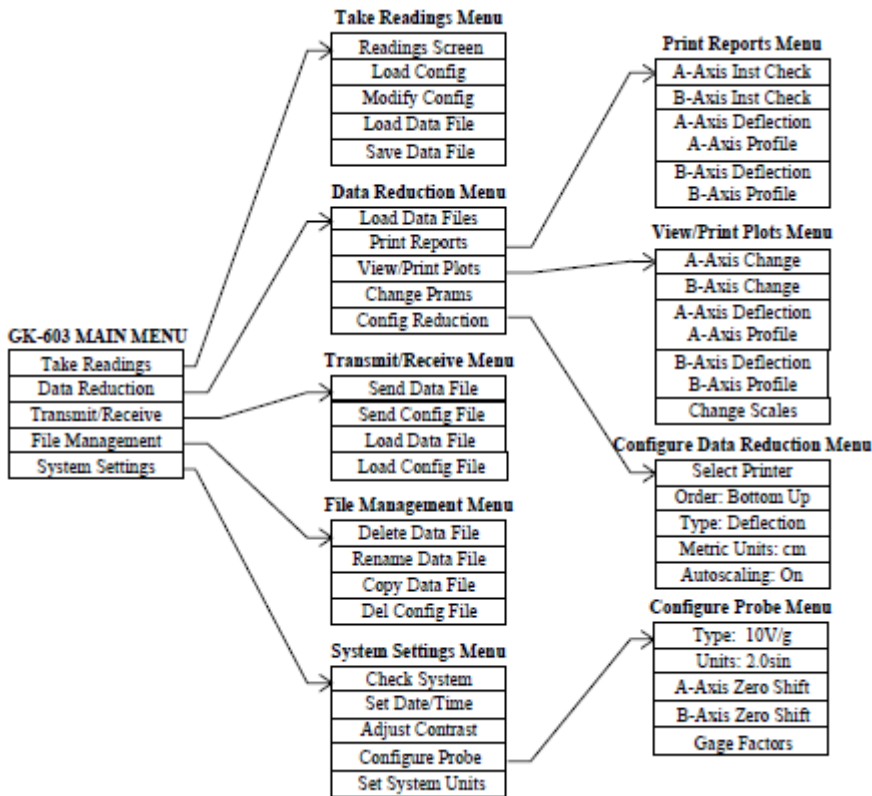 GK-603 MAIN MENU
Take Readings
Data Reduction
Transmit/Receive
File Management
System Settings
Take Readings Menu
Readings Screen
Load Config
Modify Config
Load Data File
Save Data File
Data Reduction Menu
Load Data Files
Print Reports
View/Print Plots
Change Prams
Config Reduction
Transmit/Receive Menu
Send Data File
Send Config File
Load Data File
Load Config File
File Management Menu
Delete Data File
Rename Data File
Copy Data File
Del Config File
System Settings Menu
Check System
Set Date/Time
Adjust Contrast
Configure Probe
Set System Units
Print Reports Menu
A-Axis Inst Check
B-Axis Inst Check
A-Axis Deflection
A-Axis Profile
B-Axis Deflection
B-Axis Profile
View/Print Plots Menu
A-Axis Change
B-Axis Change
A-Axis Deflection
A-Axis Profile
B-Axis Deflection
B-Axis Profile
Change Scales
Configure Data Reduction Menu
Select Printer
Order: Bottom Up
Type: Deflection
Metric Units: cm
Autoscaling: On
Configure Probe Menu
Type: 10V/g
Units: 2.0sin
A-Axis Zero Shift
B-Axis Zero Shift
Gage Factors